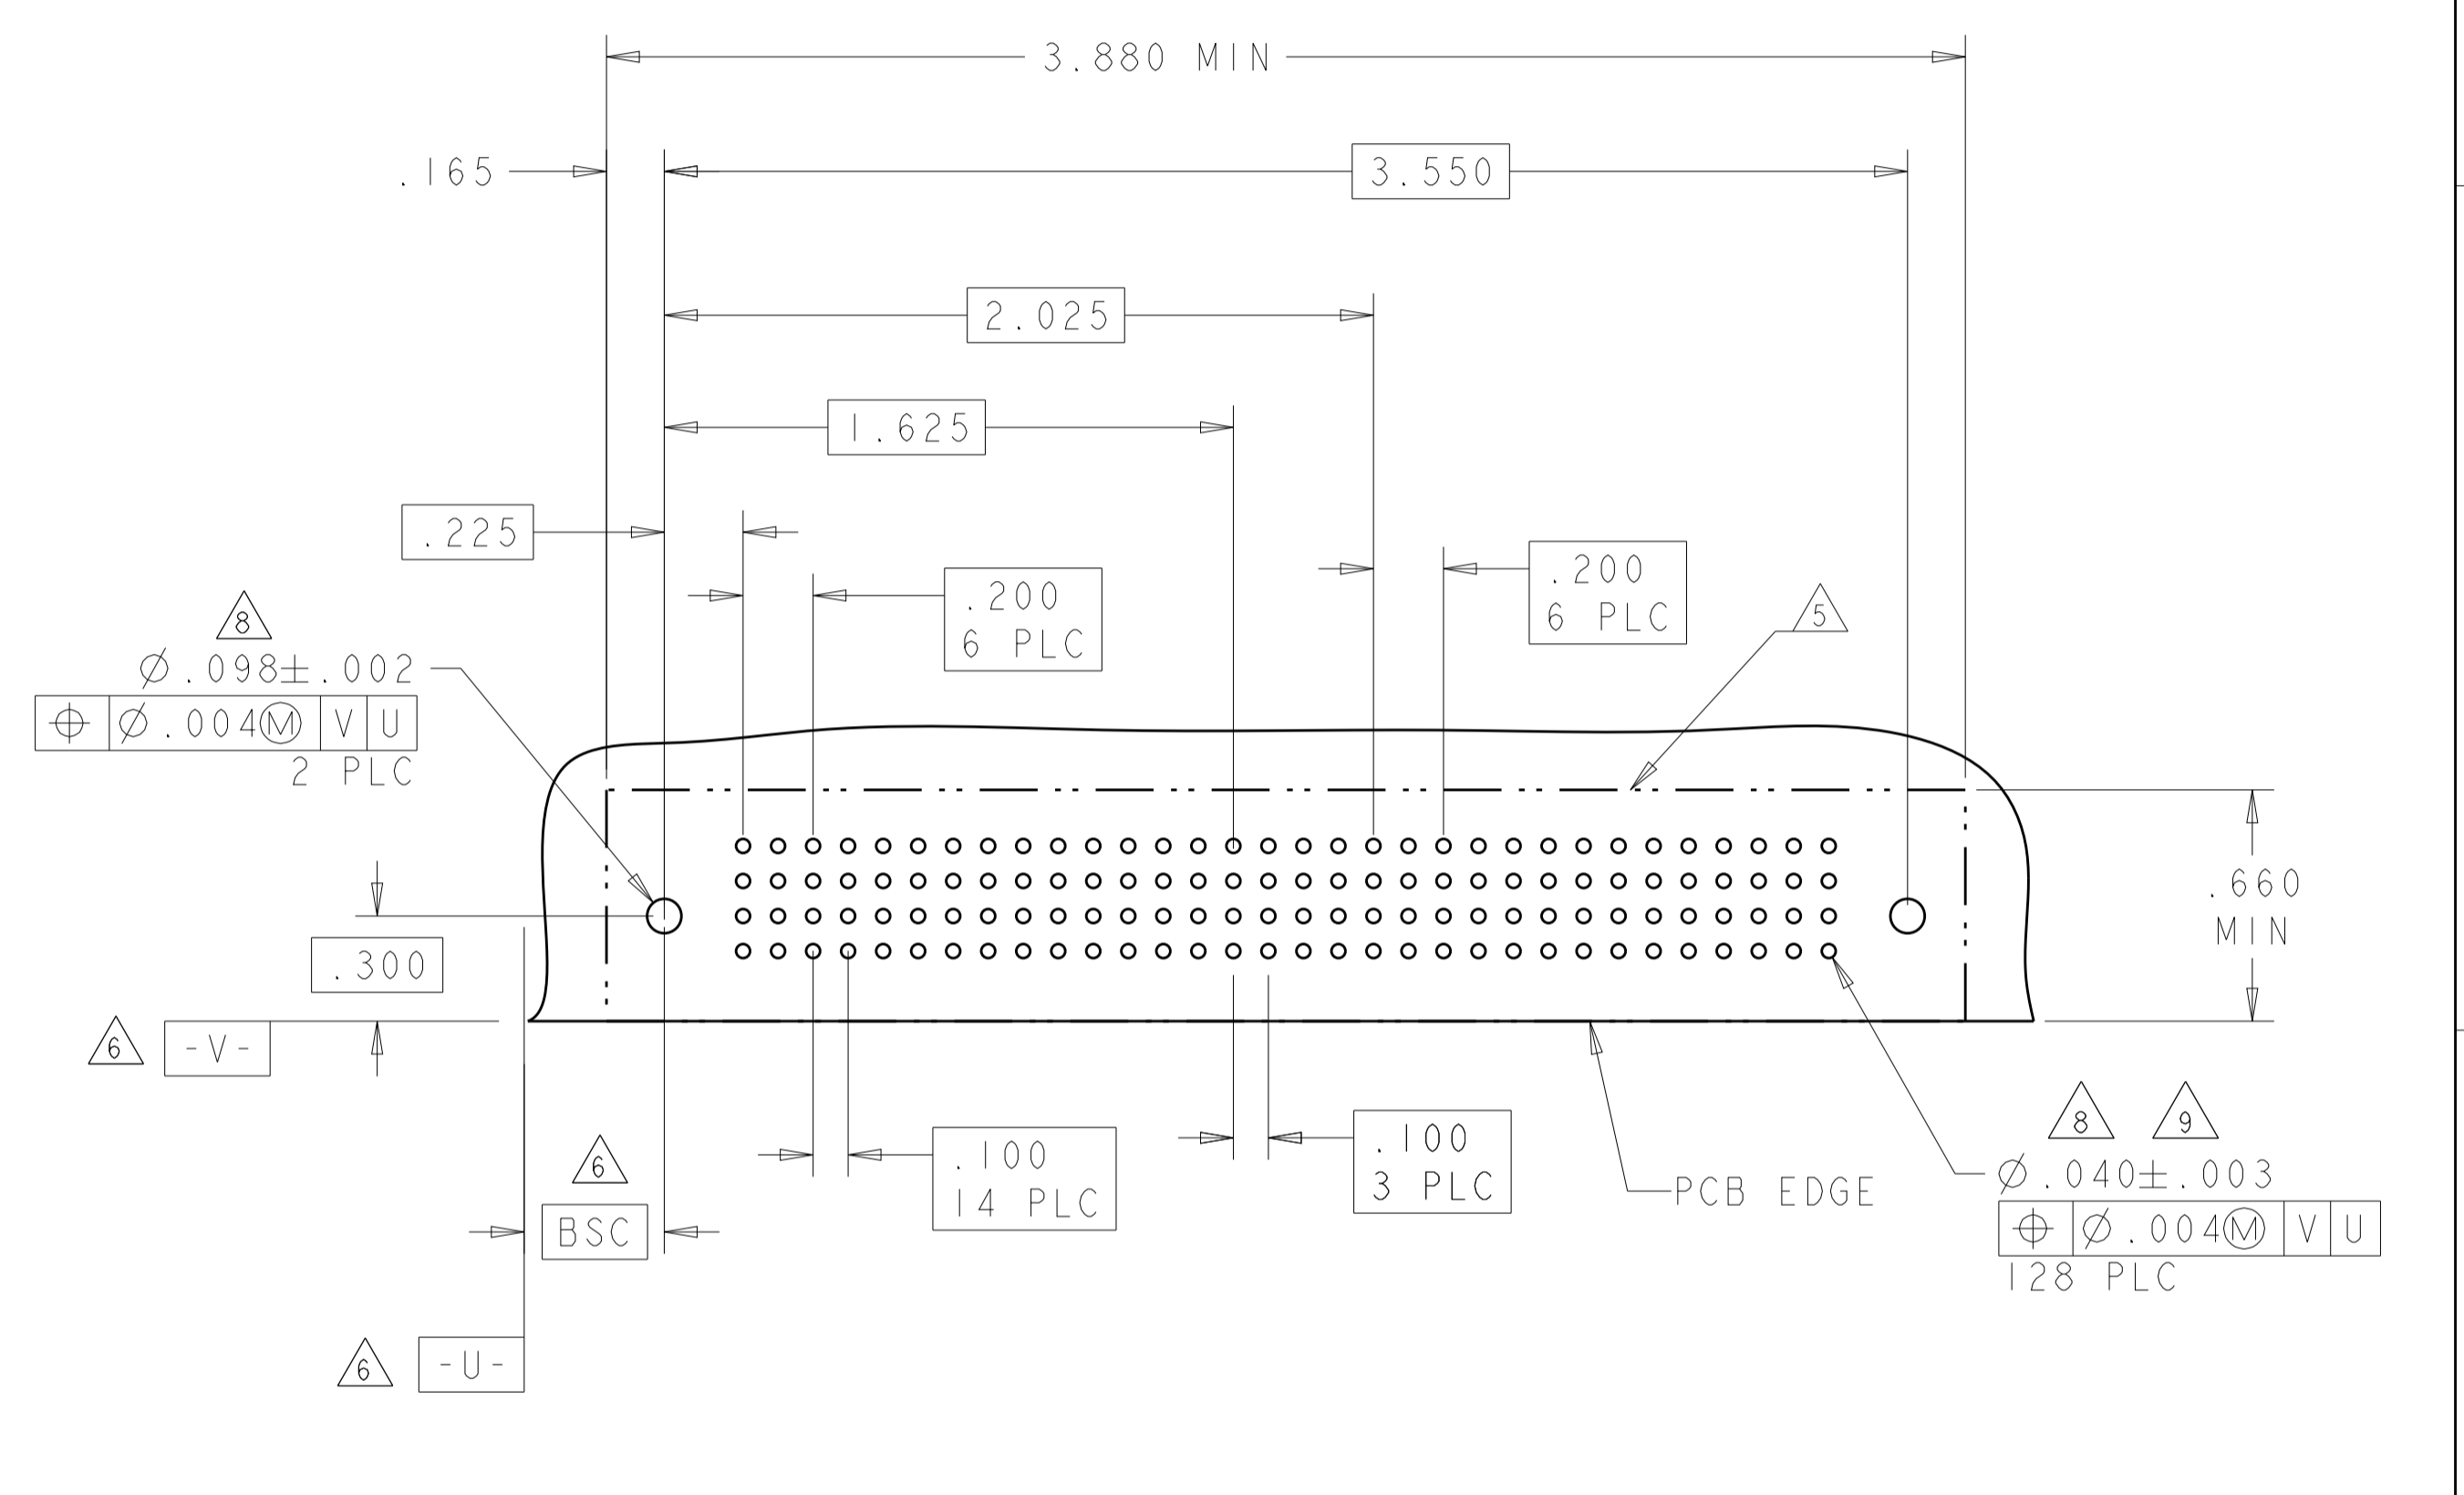 3.880 MIN
.165
3.550
2.025
1.625
.225
.200
6 PLC
.200
6 PLC
5
8
⌀.098±.002
⌖ ⌀.004Ⓜ V U
2 PLC
.660
MIN
.300
6 -V-
6
BSC
.100
14 PLC
.100
3 PLC
PCB EDGE
8 9
⌀.040±.003
⌖ ⌀.004Ⓜ V U
128 PLC
6 -U-